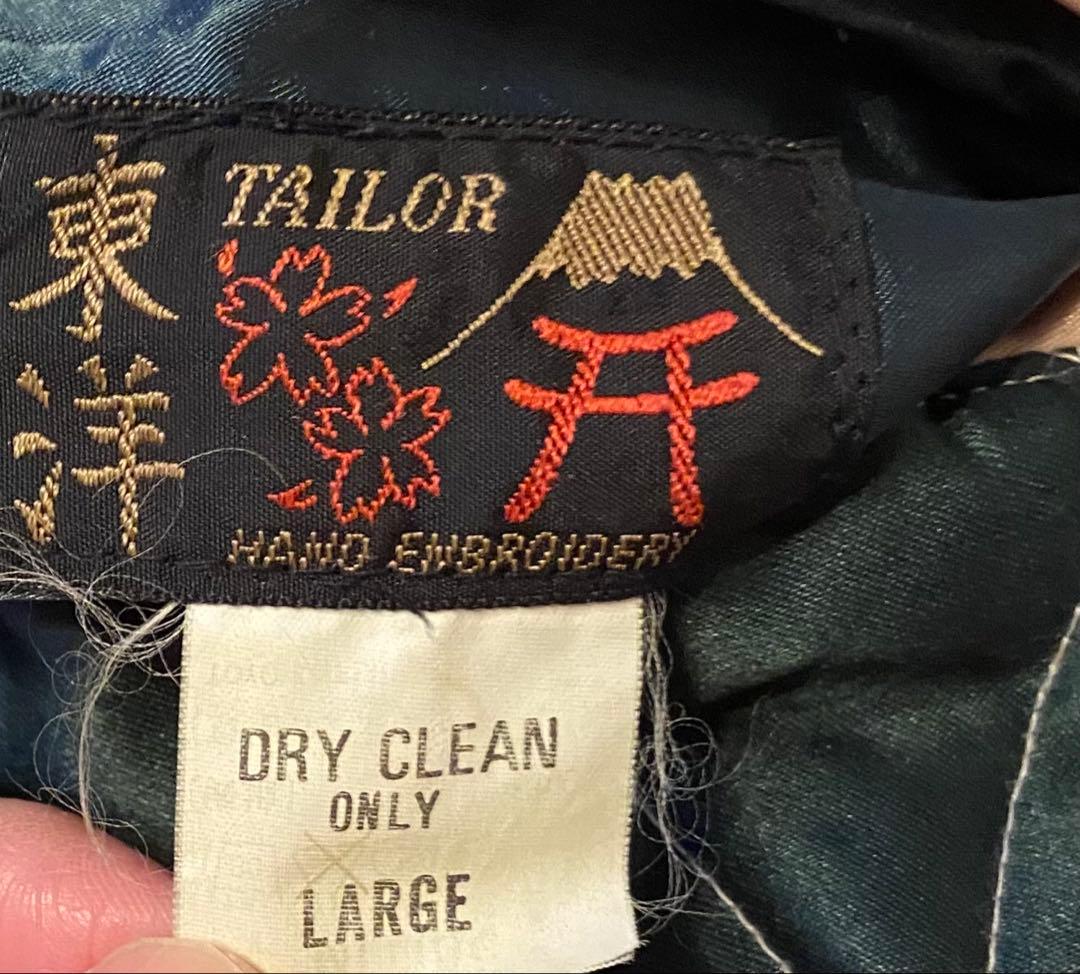 東洋
TAILOR
HAND EMBROIDERY
DRY CLEAN
ONLY
LARGE